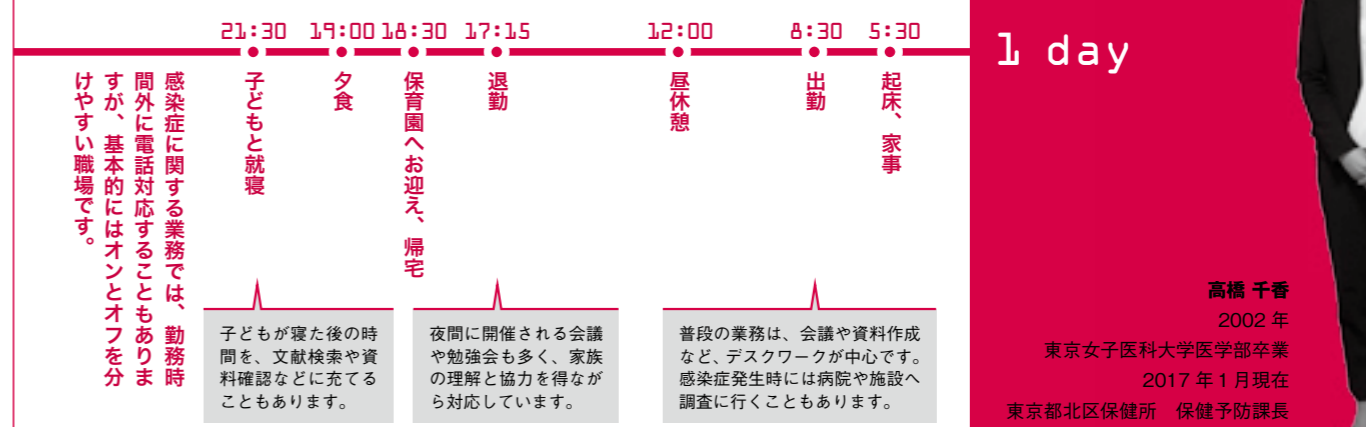 1 day
5:30
起床、家事
8:30
出勤
12:00
昼休憩
17:15
退勤
18:30
保育園へお迎え、帰宅
19:00
夕食
21:30
子どもと就寝
感染症に関する業務では、勤務時
間外に電話対応することもありま
すが、基本的にはオンとオフを分
けやすい職場です。
普段の業務は、会議や資料作成
など、デスクワークが中心です。
感染症発生時には病院や施設へ
調査に行くこともあります。
夜間に開催される会議
や勉強会も多く、家族
の理解と協力を得なが
ら対応しています。
子どもが寝た後の時
間を、文献検索や資
料確認などに充てる
こともあります。
高橋 千香
2002 年
東京女子医科大学医学部卒業
2017 年 1 月現在
東京都北区保健所　保健予防課長